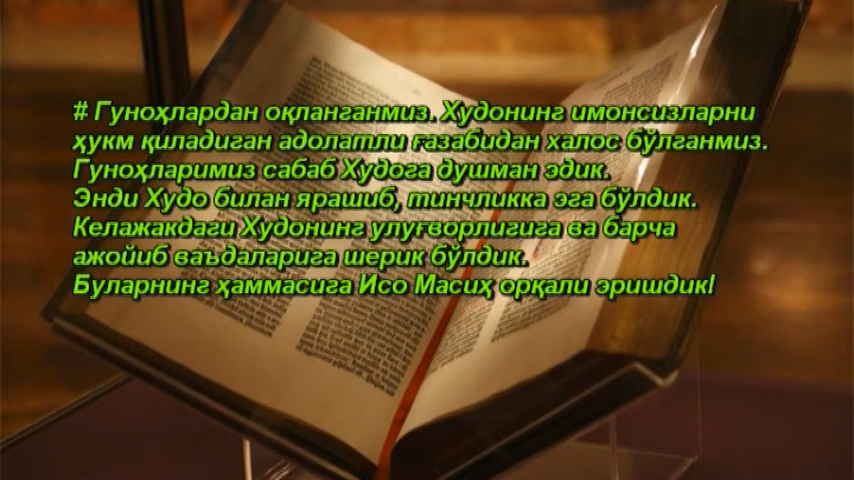 # Гуноҳлардан оқланганмиз. Худонинг имонсизларни
ҳукм қиладиган адолатли ғазабидан халос бўлганмиз.
Гуноҳларимиз сабаб Худога душман эдик.
Энди Худо билан ярашиб, тинчликка эга бўлдик.
Келажакдаги Худонинг улуғворлигига ва барча
ажойиб ваъдаларига шерик бўлдик.
Буларнинг ҳаммасига Исо Масиҳ орқали эришдик!